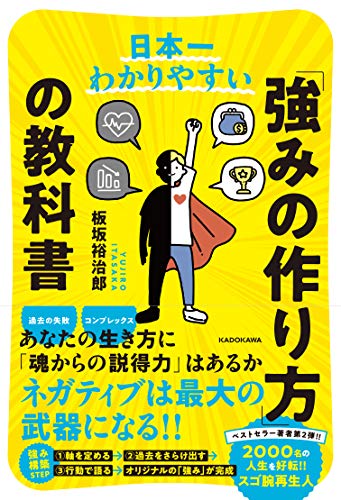 日本一
わかりやすい
「強みの作り方」
の教科書
板坂裕治郎
YUJIRO
ITASAKA
KADOKAWA
過去の失敗
コンプレックス
あなたの生き方に
「魂からの説得力」はあるか
ネガティブは最大の
武器になる!!
強み
構築
STEP
1軸を定める→2過去をさらけ出す→
3行動で語る→オリジナルの「強み」が完成
ベストセラー著者第2弾!!
2000名の
人生を好転!!
スゴ腕再生人